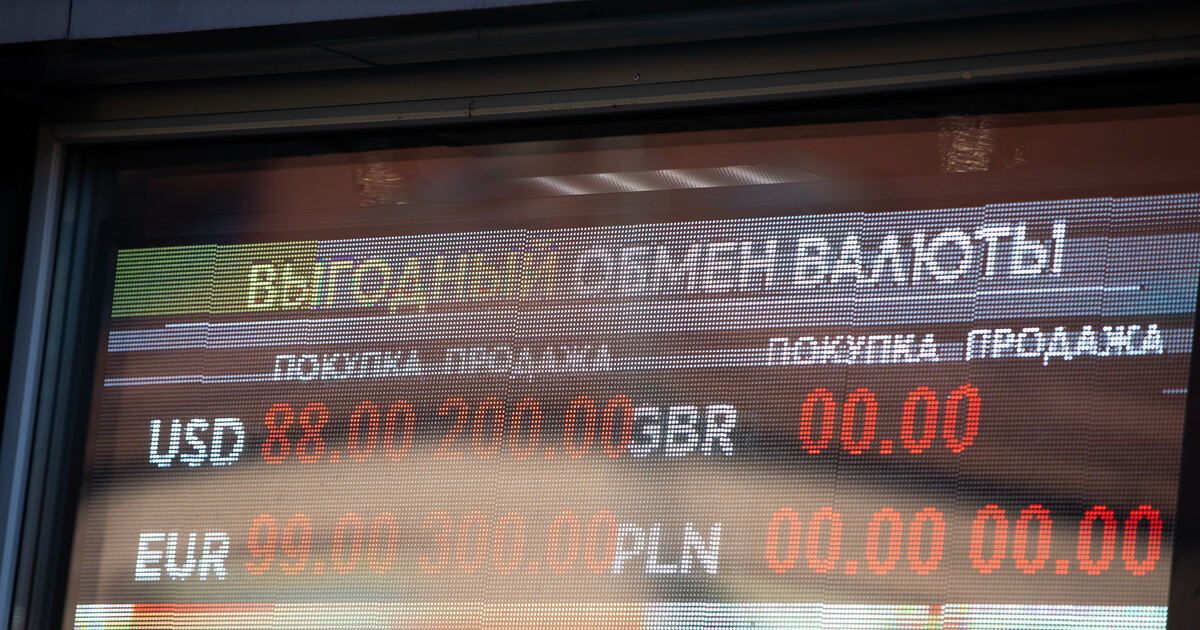 ВЫГОДНЫЙ ОБМЕН ВАЛЮТЫ!
ПОКУПКА ПРОДАЖА ПОКУПКА ПРОДАЖА
USD 88.00 200.00 GBR 00.00
EUR 99.00 300.00 PLN 00.00 00.00